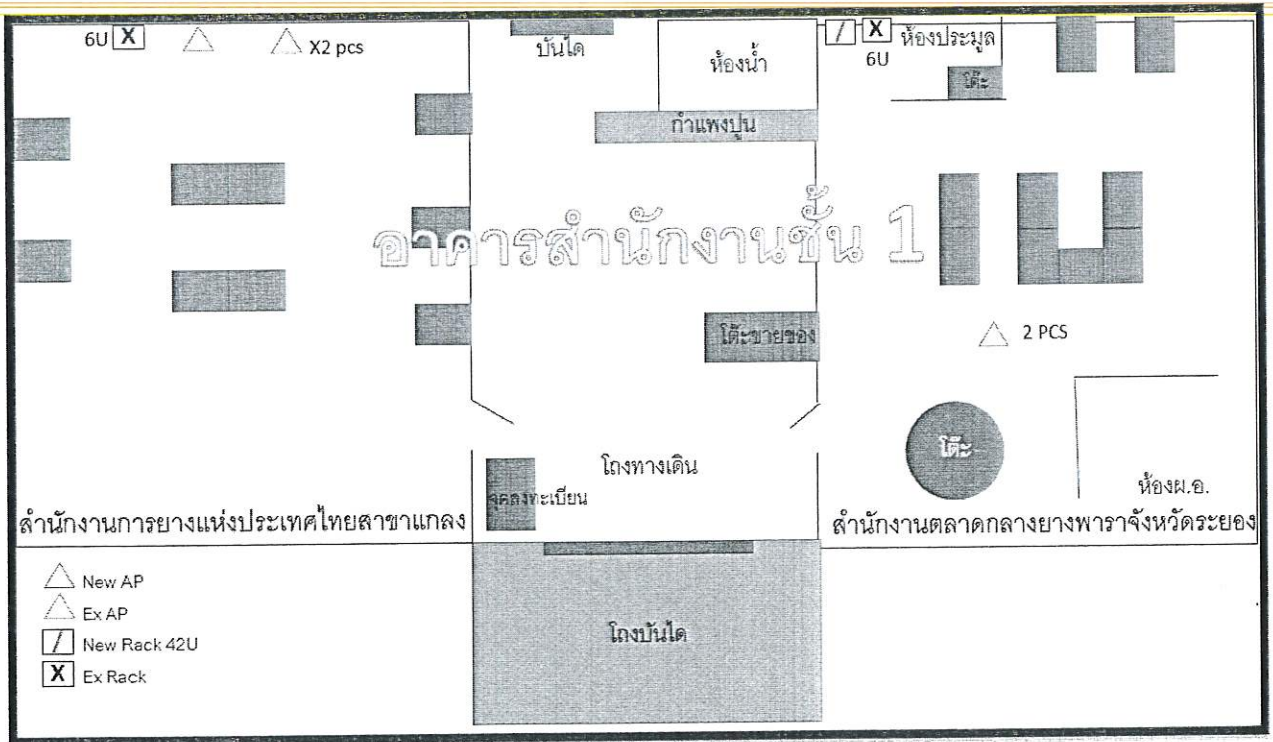 6U X
X2 pcs
บันได
ห้องน้ำ
/ X ห้องประมูล
6U
โต๊ะ
กำแพงปูน
อาคารสำนักงานชั้น 1
โต๊ะขายของ
2 PCS
โต๊ะ
โถงทางเดิน
จุดลงทะเบียน
ห้องผ.อ.
สำนักงานการยางแห่งประเทศไทยสาขาแกลง
สำนักงานตลาดกลางยางพาราจังหวัดระยอง
New AP
Ex AP
/ New Rack 42U
X Ex Rack
โถงบันได